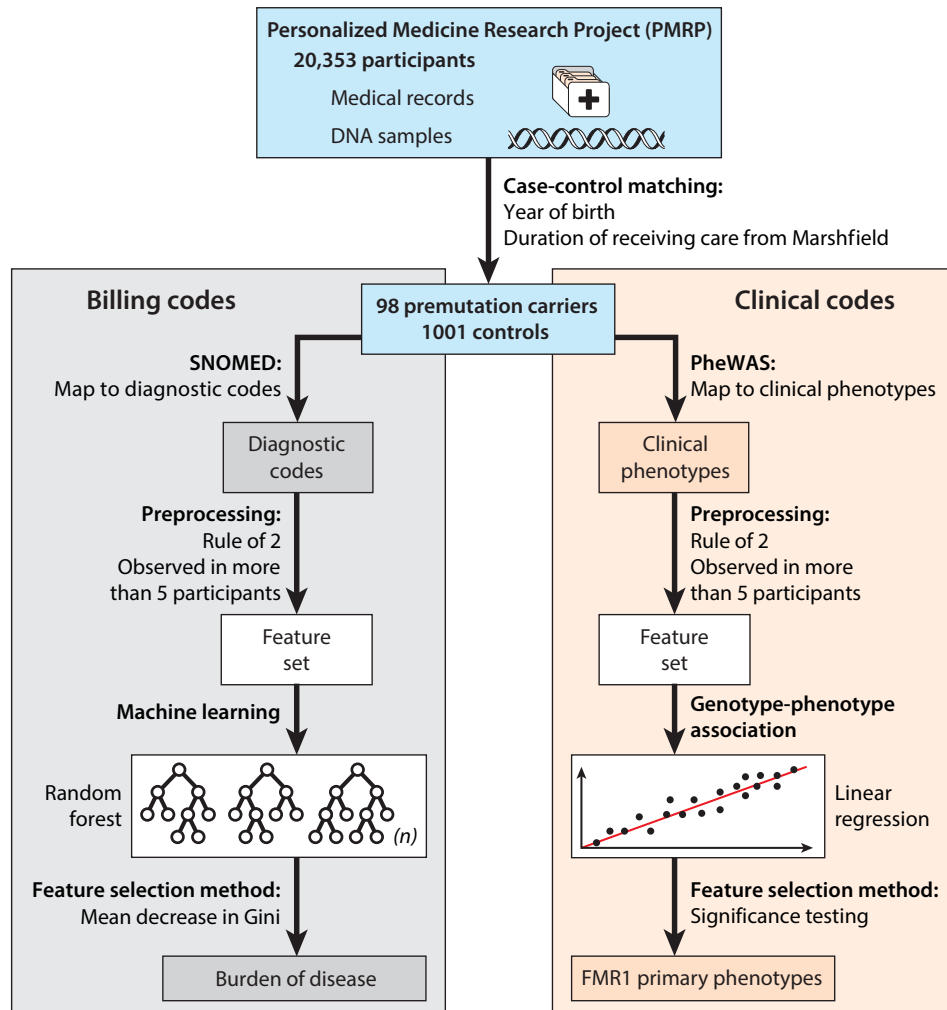 Personalized Medicine Research Project (PMRP)
20,353 participants
Medical records
DNA samples
Case-control matching:
Year of birth
Duration of receiving care from Marshfield
Billing codes
98 premutation carriers
1001 controls
Clinical codes
SNOMED:
Map to diagnostic codes
Diagnostic
codes
Preprocessing:
Rule of 2
Observed in more
than 5 participants
Feature
set
Machine learning
Random
forest
(n)
Feature selection method:
Mean decrease in Gini
Burden of disease
PheWAS:
Map to clinical phenotypes
Clinical
phenotypes
Preprocessing:
Rule of 2
Observed in more
than 5 participants
Feature
set
Genotype-phenotype
association
Linear
regression
Feature selection method:
Significance testing
FMR1 primary phenotypes